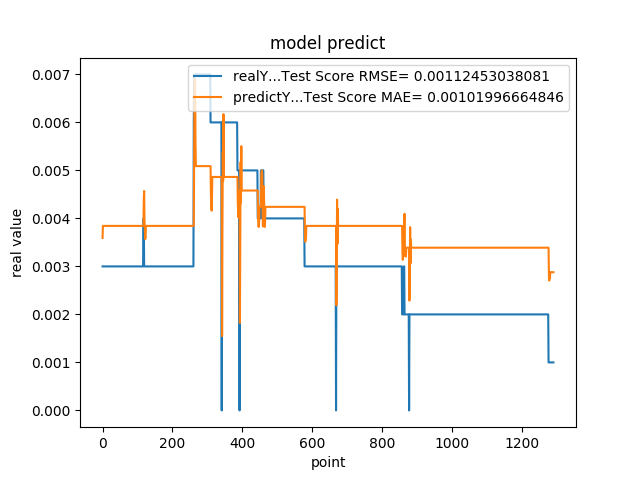 model predict
realY...Test Score RMSE= 0.00112453038081
predictY...Test Score MAE= 0.00101996664846
0.007
0.006
0.005
0.004
0.003
0.002
0.001
0.000
real value
0 200 400 600 800 1000 1200
point